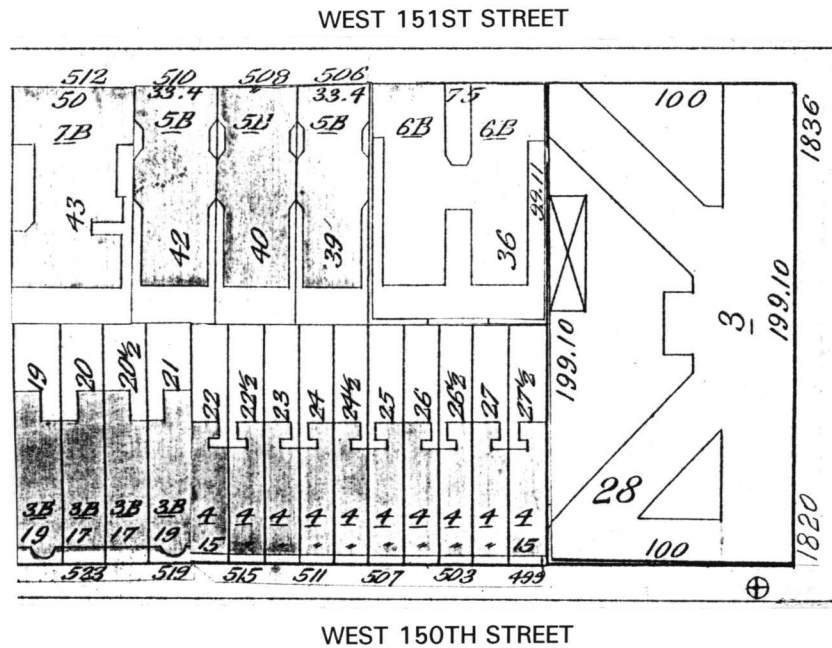 WEST 151ST STREET
512 510 508 506
50 33.4 " 33.4 75 100
7B 5B 5B 5B 6B 6B
1836
99.11
43 42 40 39 36
3
199.10 199.10
19 20 20½ 21 22 22½ 23 24 24½ 25 26 26½ 27 27½
28
3B 3B 3B 3B 4 4 4 4 4 4 4 4 4 4
19 17 17 19 15 " " " " " " " " 15
100
1820
523 519 515 511 507 503 499
WEST 150TH STREET